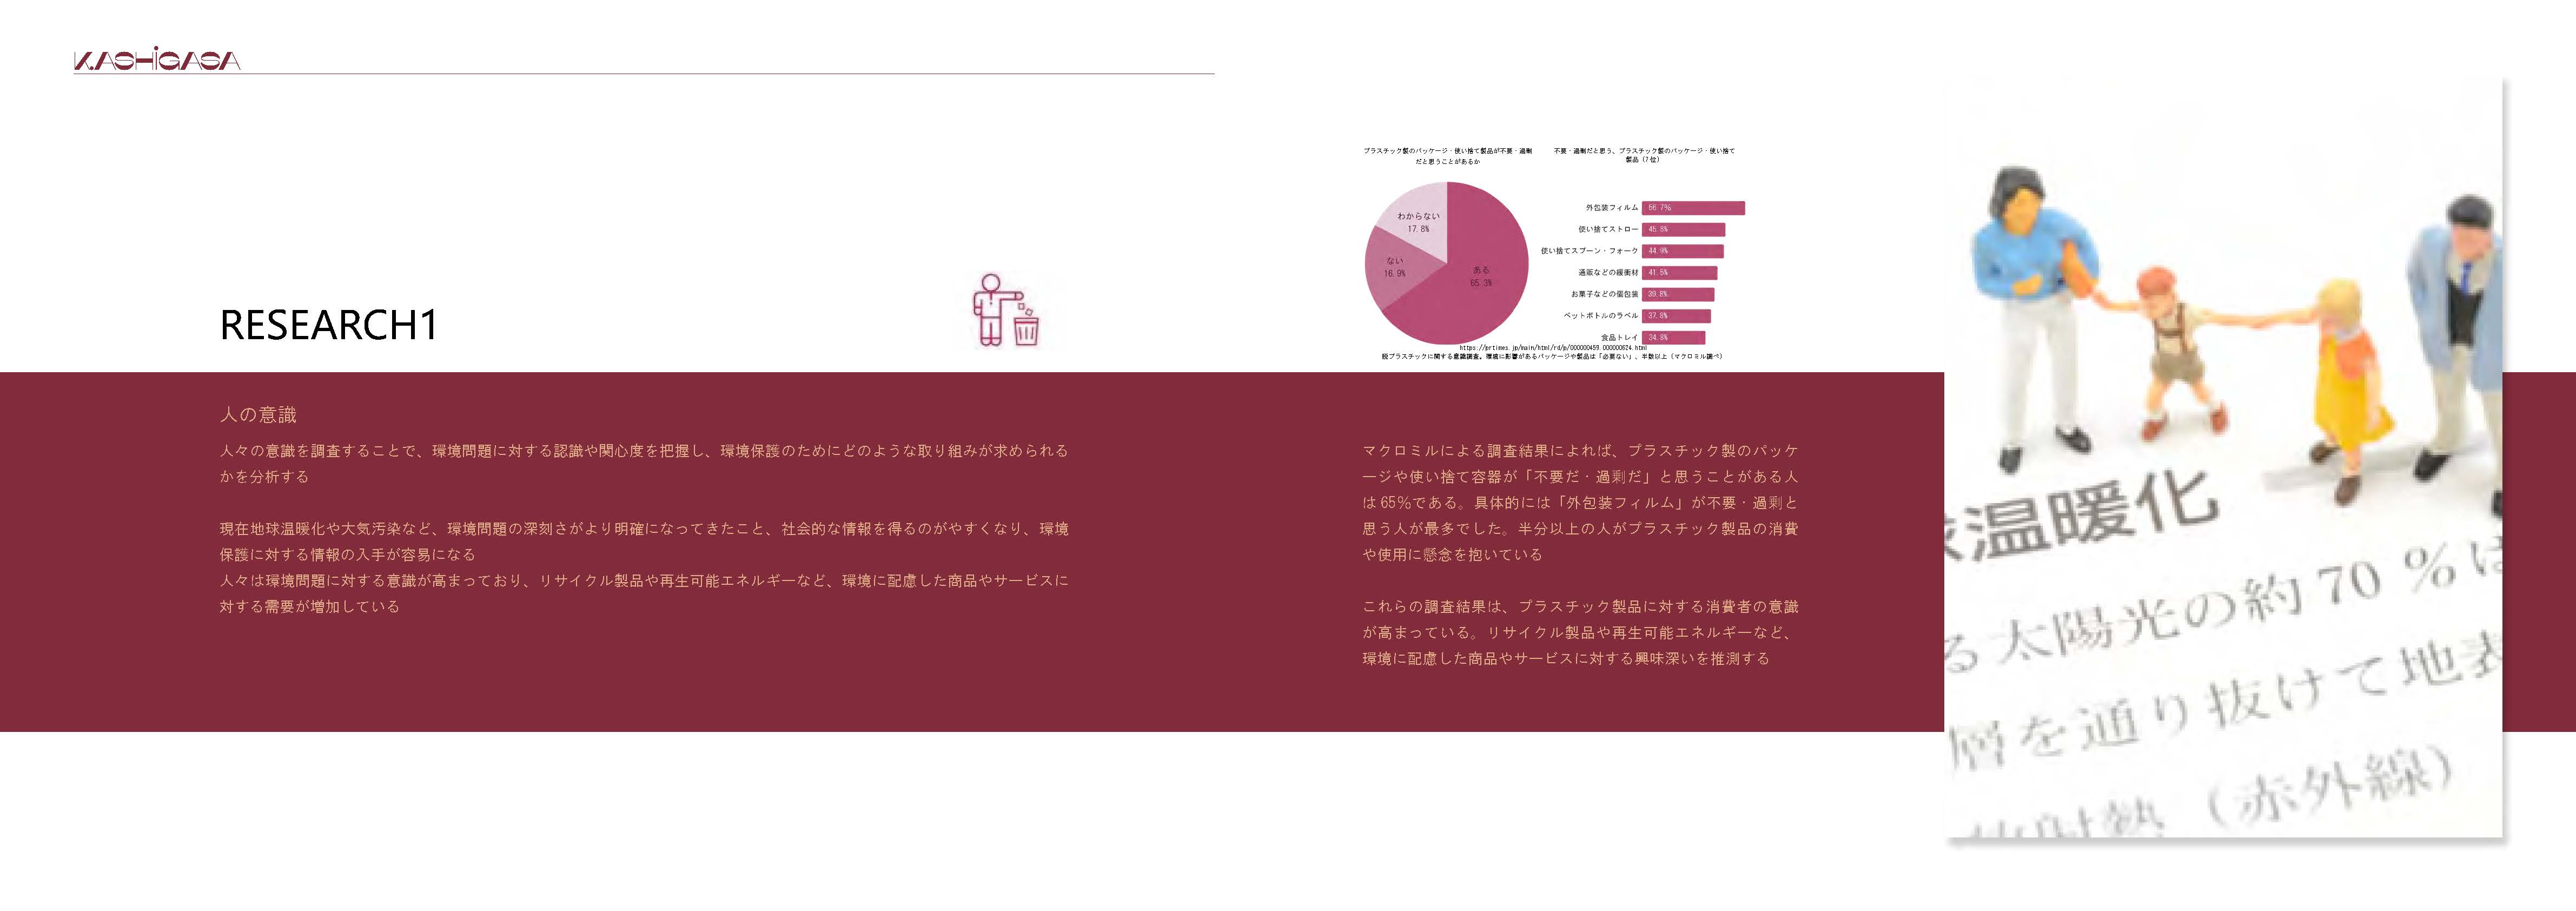 KASHiGASA
RESEARCH1
人の意識
人々の意識を調査することで、環境問題に対する認識や関心度を把握し、環境保護のためにどのような取り組みが求められる
かを分析する
現在地球温暖化や大気汚染など、環境問題の深刻さがより明確になってきたこと、社会的な情報を得るのがやすくなり、環境
保護に対する情報の入手が容易になる
人々は環境問題に対する意識が高まっており、リサイクル製品や再生可能エネルギーなど、環境に配慮した商品やサービスに
対する需要が増加している
プラスチック製のパッケージ・使い捨て製品が不要・過剰
だと思うことがあるか
わからない
17.8%
ない
16.9%
ある
65.3%
不要・過剰だと思う、プラスチック製のパッケージ・使い捨て
製品（7位）
外包装フィルム 56.7%
使い捨てストロー 45.8%
使い捨てスプーン・フォーク 44.9%
通販などの緩衝材 41.5%
お菓子などの個包装 39.8%
ペットボトルのラベル 37.8%
食品トレイ 34.8%
https://prtimes.jp/main/html/rd/p/000000459.000000624.html
脱プラスチックに関する意識調査。環境に影響があるパッケージや製品は「必要ない」、半数以上（マクロミル調べ）
マクロミルによる調査結果によれば、プラスチック製のパッケ
ージや使い捨て容器が「不要だ・過剰だ」と思うことがある人
は65%である。具体的には「外包装フィルム」が不要・過剰と
思う人が最多でした。半分以上の人がプラスチック製品の消費
や使用に懸念を抱いている
これらの調査結果は、プラスチック製品に対する消費者の意識
が高まっている。リサイクル製品や再生可能エネルギーなど、
環境に配慮した商品やサービスに対する興味深いを推測する
温暖化
る太陽光の約70％は
層を通り抜けて地表
（赤外線）